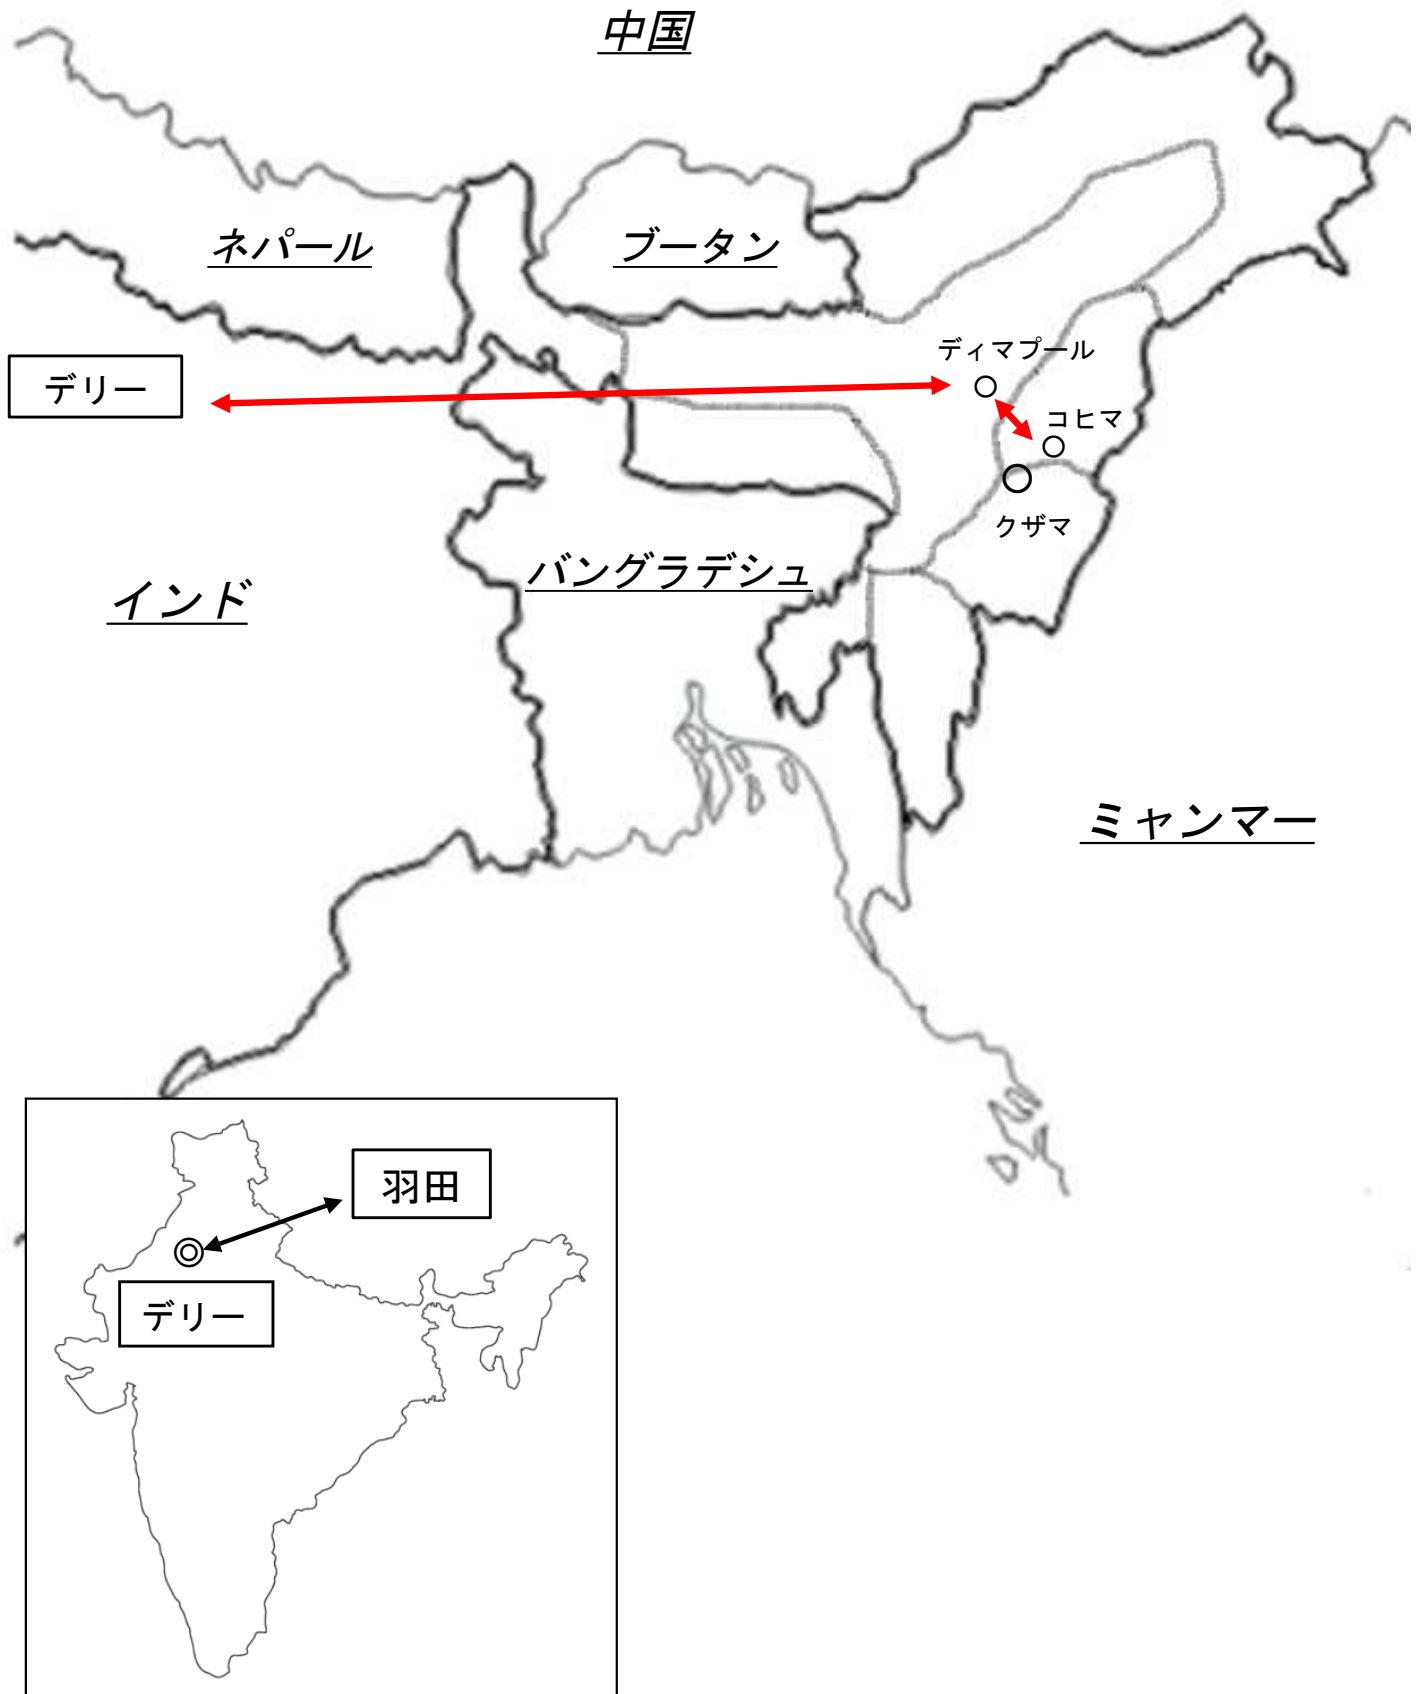 中国
ネパール
ブータン
ディマプール
デリー
コヒマ
クザマ
バングラデシュ
インド
ミャンマー
羽田
デリー